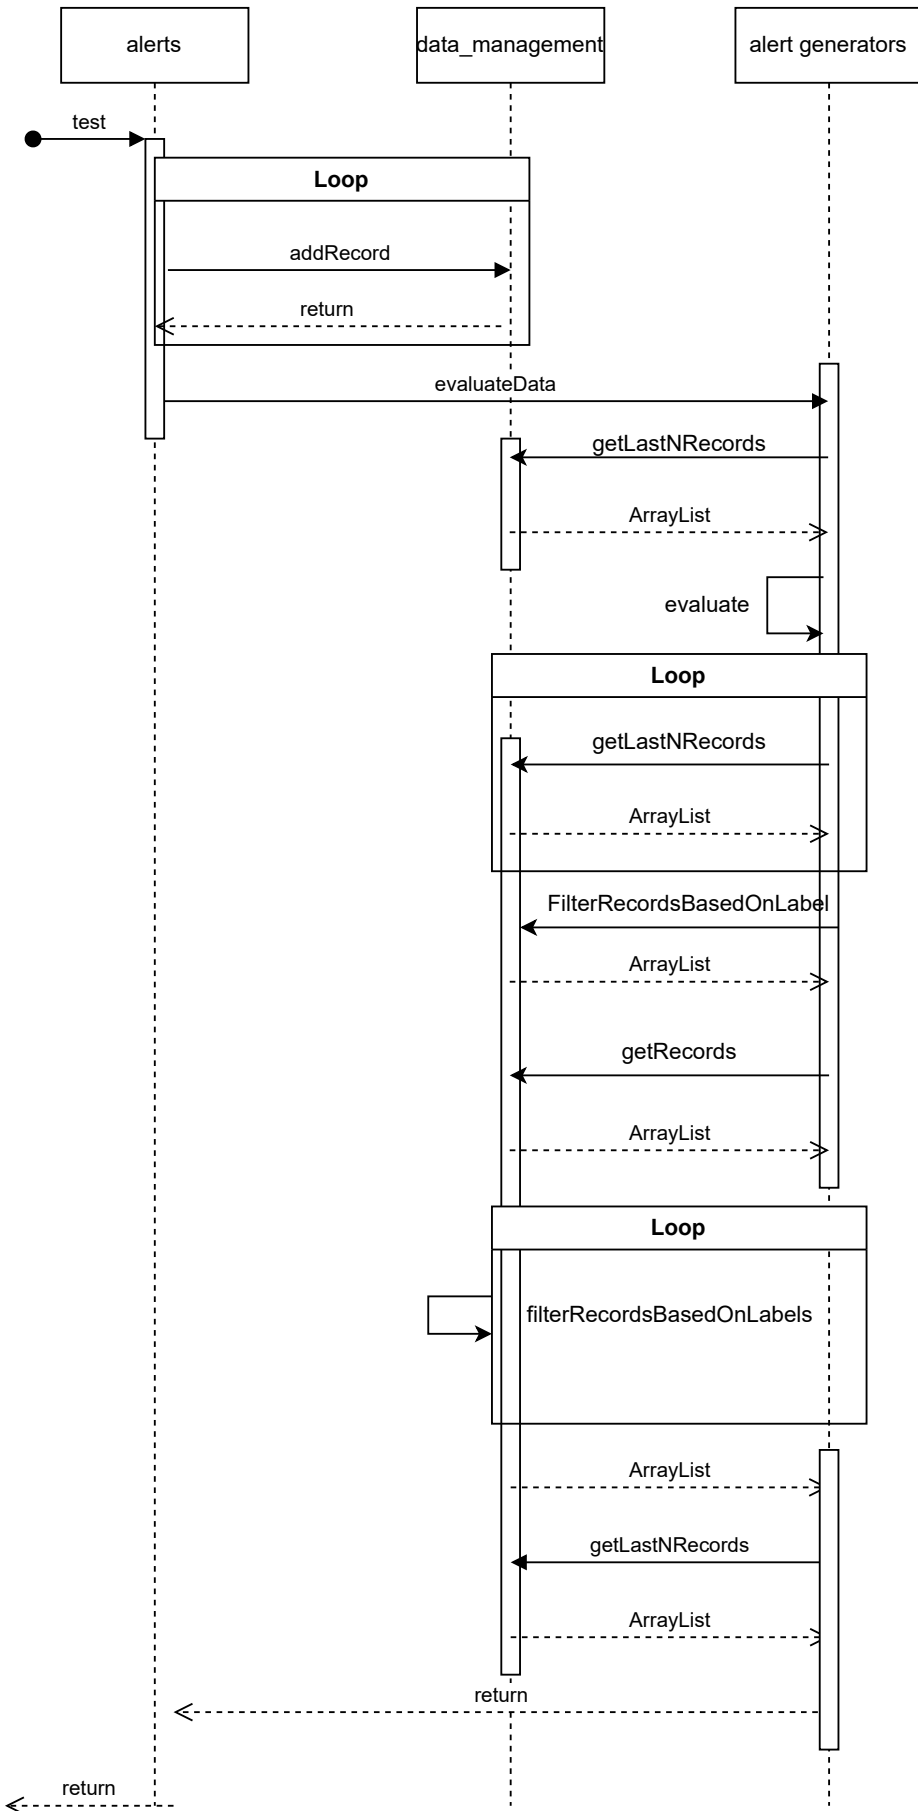 alerts
data_management
alert generators
test
Loop
addRecord
return
evaluateData
getLastNRecords
ArrayList
evaluate
Loop
getLastNRecords
ArrayList
FilterRecordsBasedOnLabel
ArrayList
getRecords
ArrayList
Loop
filterRecordsBasedOnLabels
ArrayList
getLastNRecords
ArrayList
return
return